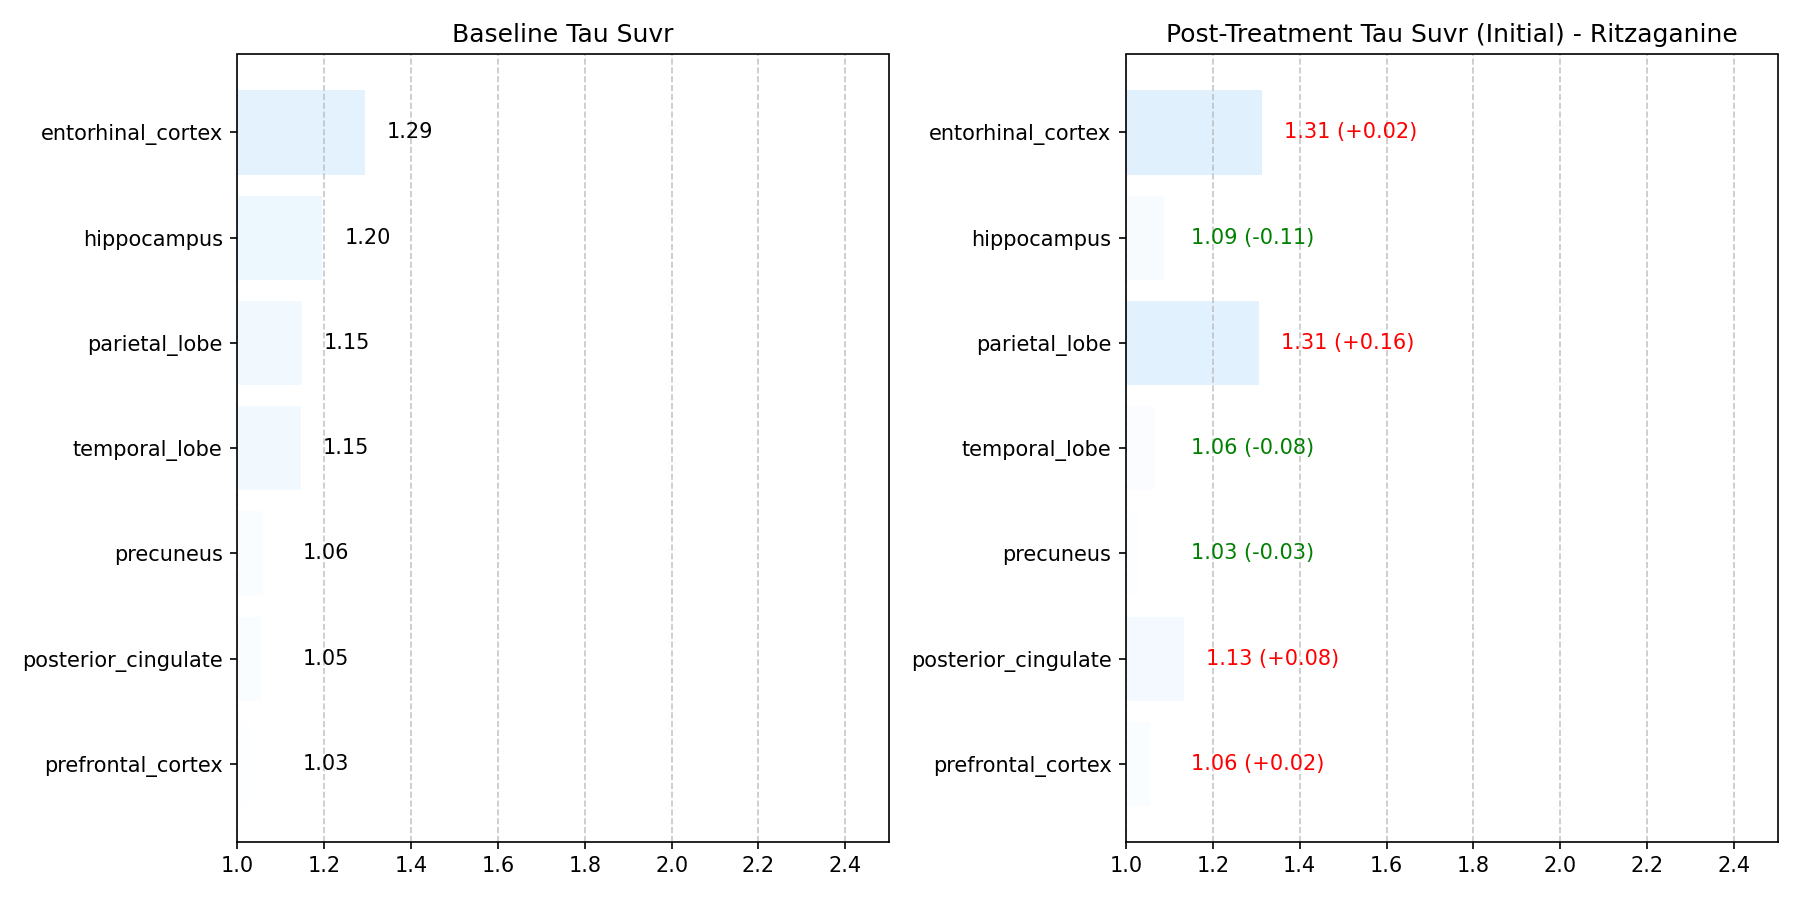 Baseline Tau Suvr
entorhinal_cortex 1.29
hippocampus 1.20
parietal_lobe 1.15
temporal_lobe 1.15
precuneus 1.06
posterior_cingulate 1.05
prefrontal_cortex 1.03
1.0 1.2 1.4 1.6 1.8 2.0 2.2 2.4
Post-Treatment Tau Suvr (Initial) - Ritzaganine
entorhinal_cortex 1.31 (+0.02)
hippocampus 1.09 (-0.11)
parietal_lobe 1.31 (+0.16)
temporal_lobe 1.06 (-0.08)
precuneus 1.03 (-0.03)
posterior_cingulate 1.13 (+0.08)
prefrontal_cortex 1.06 (+0.02)
1.0 1.2 1.4 1.6 1.8 2.0 2.2 2.4